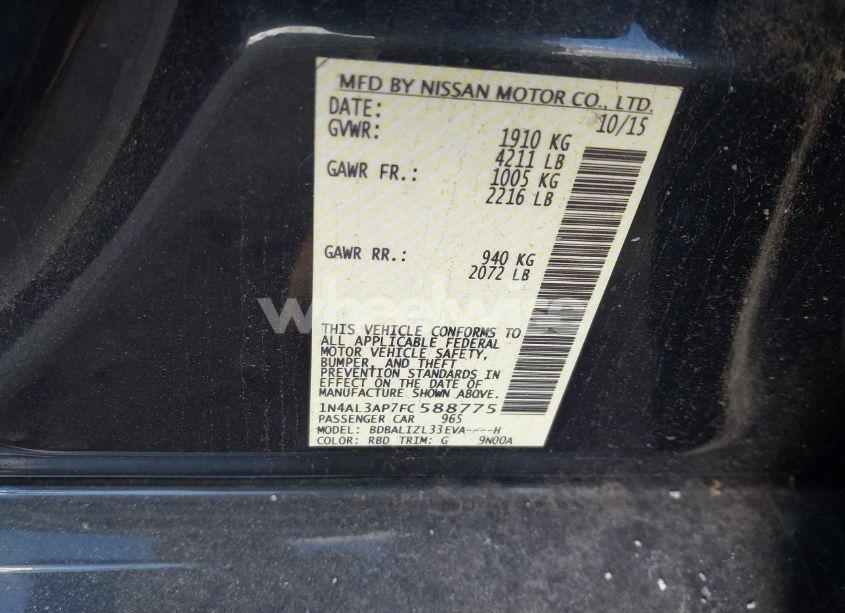 MFD BY NISSAN MOTOR CO., LTD.
DATE: 10/15
GVWR: 1910 KG
4211 LB
GAWR FR.: 1005 KG
2216 LB
GAWR RR.: 940 KG
2072 LB
THIS VEHICLE CONFORMS TO
ALL APPLICABLE FEDERAL
MOTOR VEHICLE SAFETY,
BUMPER, AND THEFT
PREVENTION STANDARDS IN
EFFECT ON THE DATE OF
MANUFACTURE SHOWN ABOVE.
1N4AL3AP7FC588775
PASSENGER CAR 965
MODEL: BDBALIZL33EVA----H
COLOR: RBD TRIM: G 9N00A